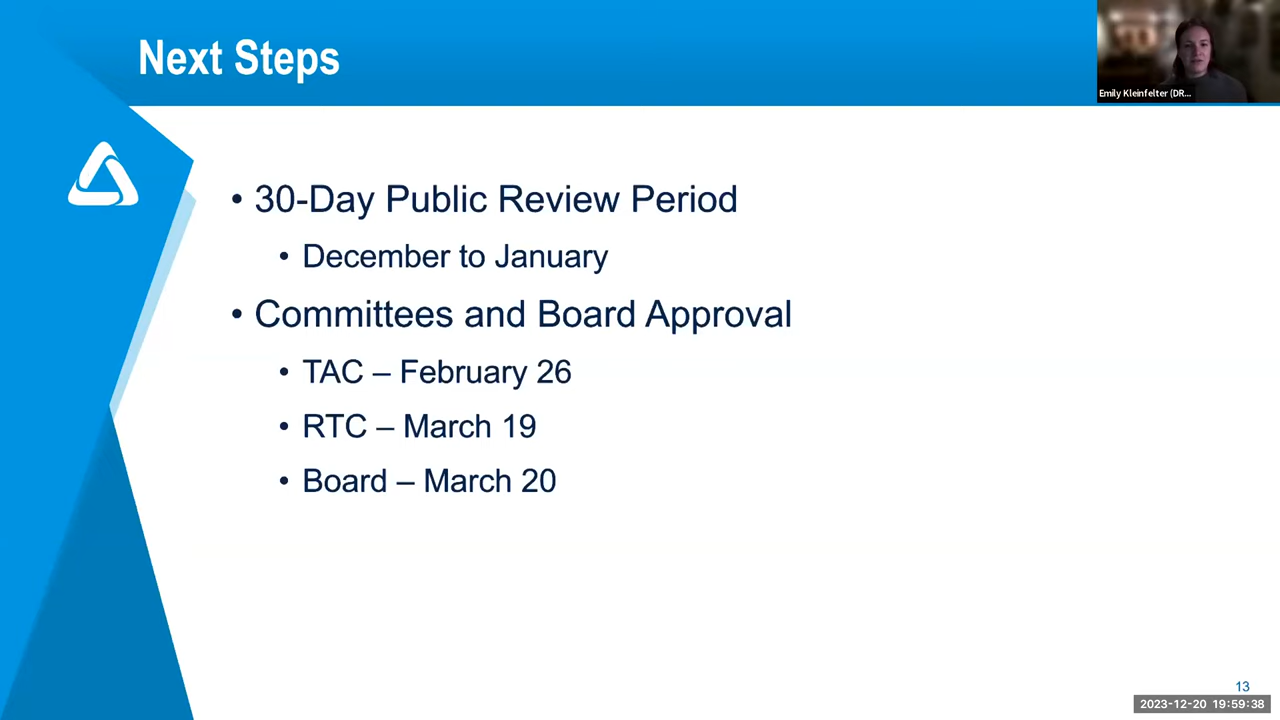 Next Steps
Emily Kleinfelter (DR...
• 30-Day Public Review Period
• December to January
• Committees and Board Approval
• TAC – February 26
• RTC – March 19
• Board – March 20
13
2023-12-20 19:59:38